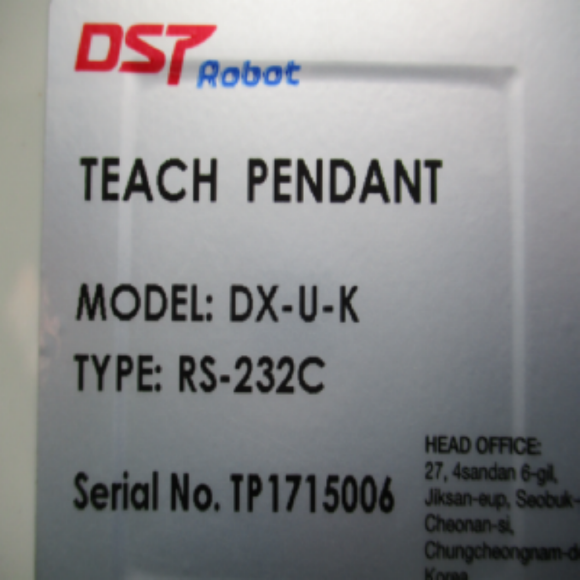 DST Robot
TEACH PENDANT
MODEL: DX-U-K
TYPE: RS-232C
Serial No. TP1715006
HEAD OFFICE:
27, 4sandan 6-gil,
Jiksan-eup, Seobuk-
Cheonan-si,
Chungcheongnam-d
Korea